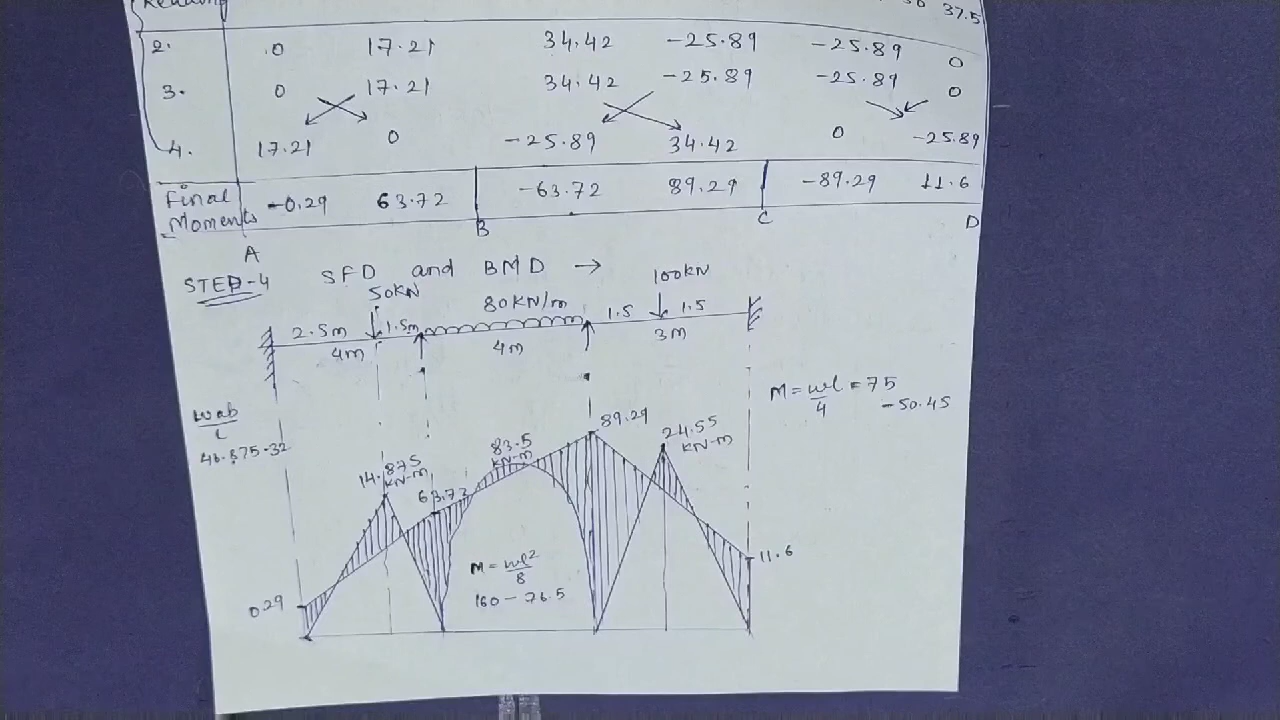 37.5
2. 0 17.21 34.42 -25.89 -25.89 0
3. 0 17.21 34.42 -25.89 -25.89 0
4. 17.21 0 -25.89 34.42 0 -25.89
Final Moments -0.29 63.72 -63.72 89.29 -89.29 11.6
A B C D
STEP-4 SFD and BMD →
50KN 80KN/m 100KN
2.5m 1.5m 1.5 1.5
4m 4m 3m
M = wl/4 = 75
-50.45
wab/L
46.875-32
14.875 KN-m
63.72
83.5 KN-m
89.29
24.55 KN-m
M = wl²/8
160 - 76.5
0.29
11.6